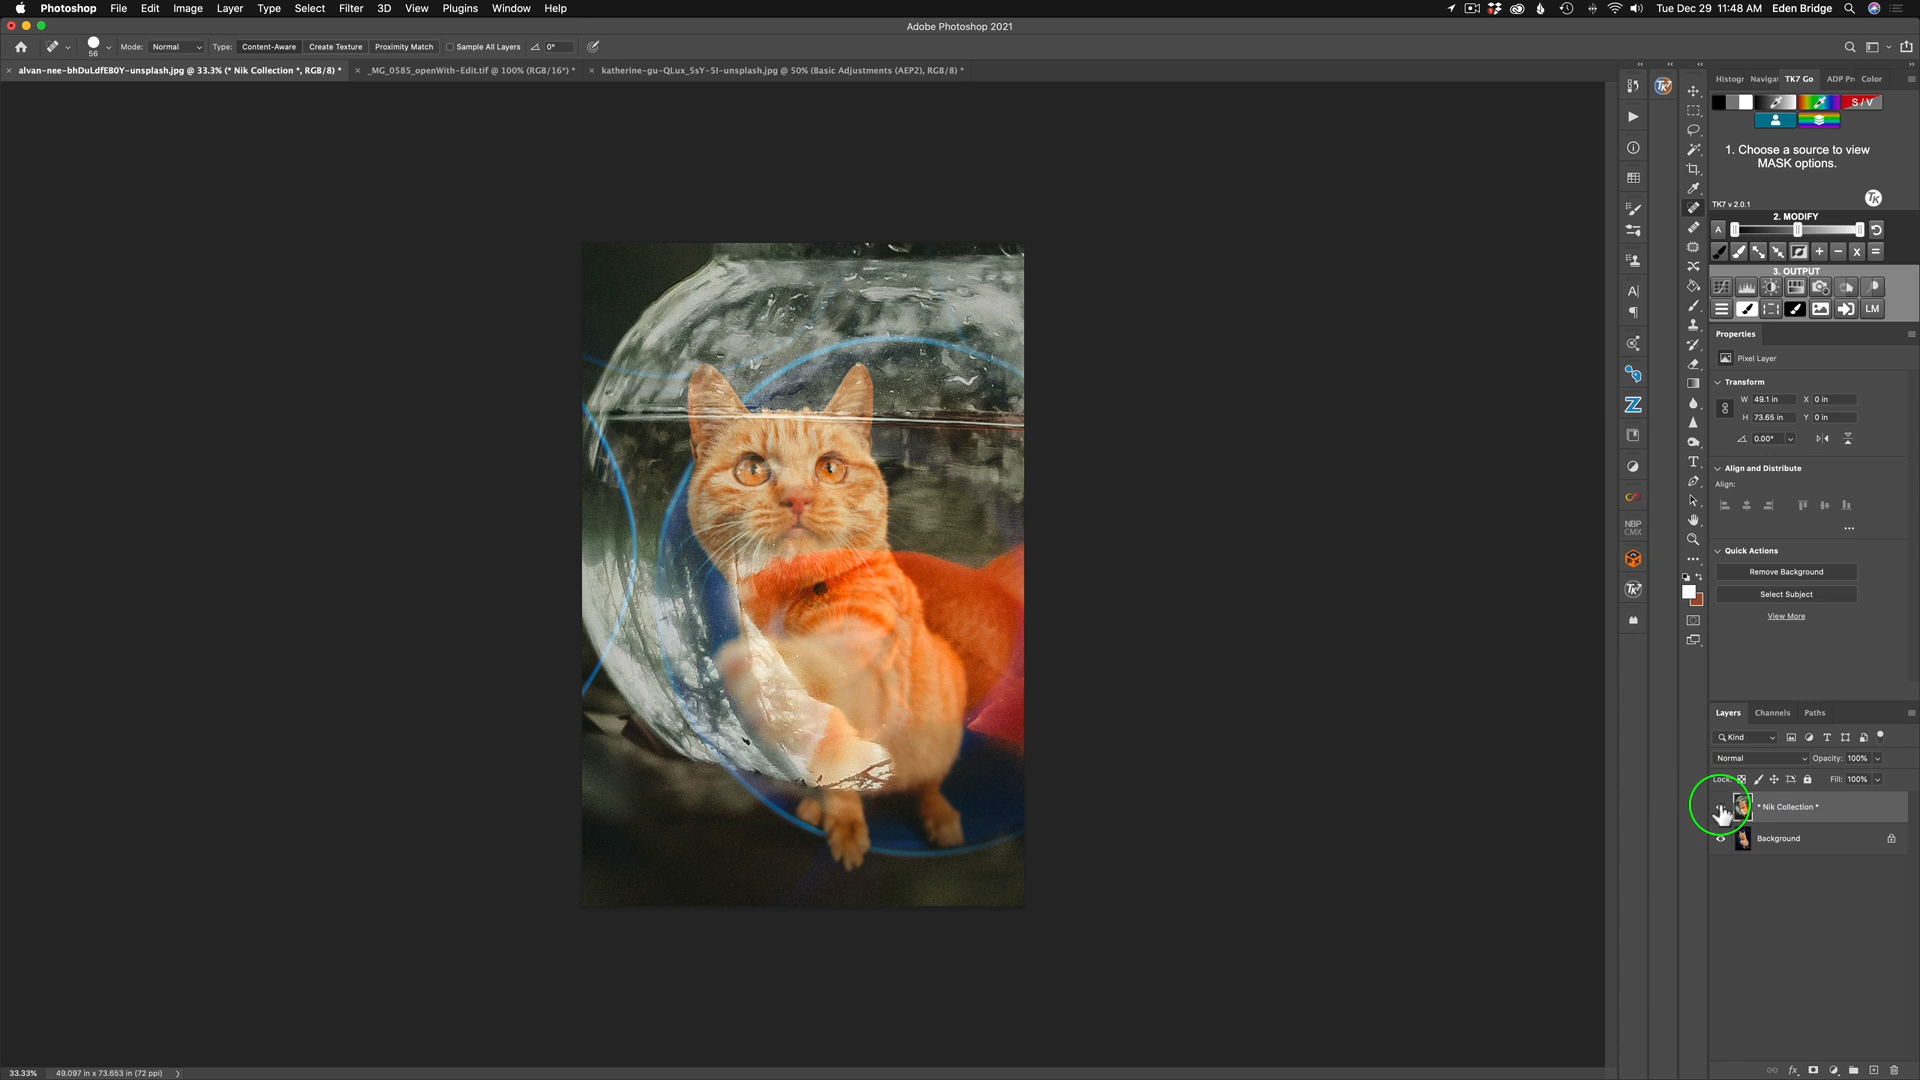 Photoshop File Edit Image Layer Type Select Filter 3D View Plugins Window Help Tue Dec 29 11:48 AM Eden Bridge
Adobe Photoshop 2021
56 Mode: Normal Type: Content-Aware Create Texture Proximity Match Sample All Layers 0°
alvan-nee-bhDuLdfEB0Y-unsplash.jpg @ 33.3% (* Nik Collection *, RGB/8) * _MG_0585_openWith-Edit.tif @ 100% (RGB/16*) * katherine-gu-QLux_5sY-5I-unsplash.jpg @ 50% (Basic Adjustments (AEP2), RGB/8) *
Histogr Navigat TK7 Go ADP Pr Color
S / V
1. Choose a source to view
MASK options.
TK7 v 2.0.1
TK
2. MODIFY
A
3. OUTPUT
LM
Properties
Pixel Layer
Transform
W 49.1 in X 0 in
H 73.65 in Y 0 in
0.00°
Align and Distribute
Align:
Quick Actions
Remove Background
Select Subject
View More
NBP
CMX
Layers Channels Paths
Kind
Normal Opacity: 100%
Lock: Fill: 100%
* Nik Collection *
Background
fx
33.33% 49.097 in x 73.653 in (72 ppi)